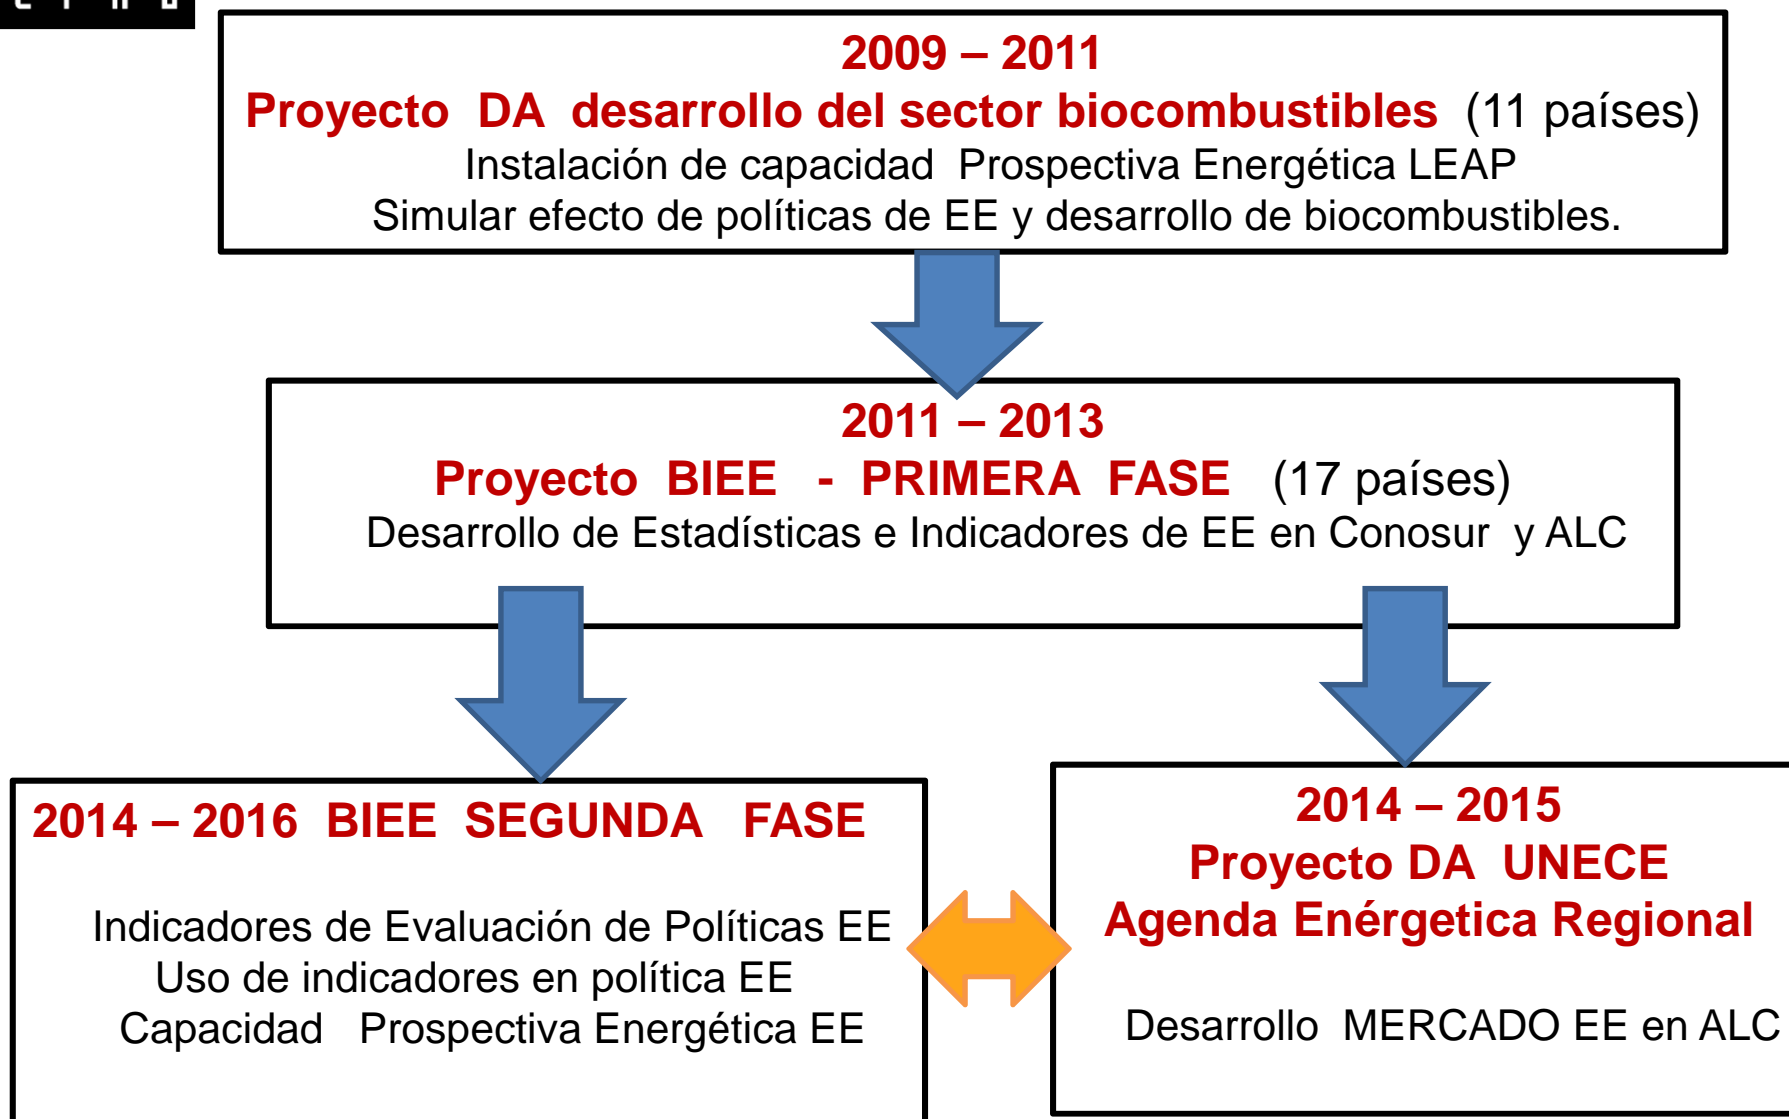 2009 – 2011
Proyecto DA desarrollo del sector biocombustibles (11 países)
Instalación de capacidad Prospectiva Energética LEAP
Simular efecto de políticas de EE y desarrollo de biocombustibles.
2011 – 2013
Proyecto BIEE - PRIMERA FASE (17 países)
Desarrollo de Estadísticas e Indicadores de EE en Conosur y ALC
2014 – 2016 BIEE SEGUNDA FASE
Indicadores de Evaluación de Políticas EE
Uso de indicadores en política EE
Capacidad Prospectiva Energética EE
2014 – 2015
Proyecto DA UNECE
Agenda Enérgetica Regional
Desarrollo MERCADO EE en ALC